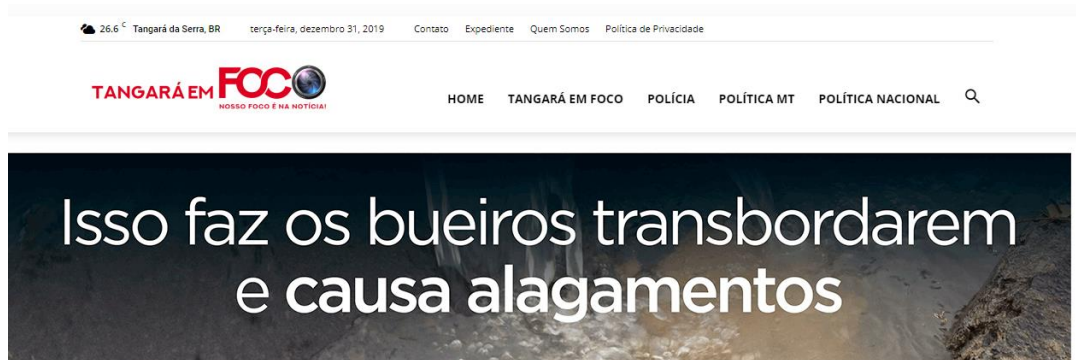 26.6 C Tangará da Serra, BR terça-feira, dezembro 31, 2019 Contato Expediente Quem Somos Política de Privacidade
TANGARÁ EM FOCO
NOSSO FOCO É NA NOTÍCIA!
HOME TANGARÁ EM FOCO POLÍCIA POLÍTICA MT POLÍTICA NACIONAL
Isso faz os bueiros transbordarem
e causa alagamentos